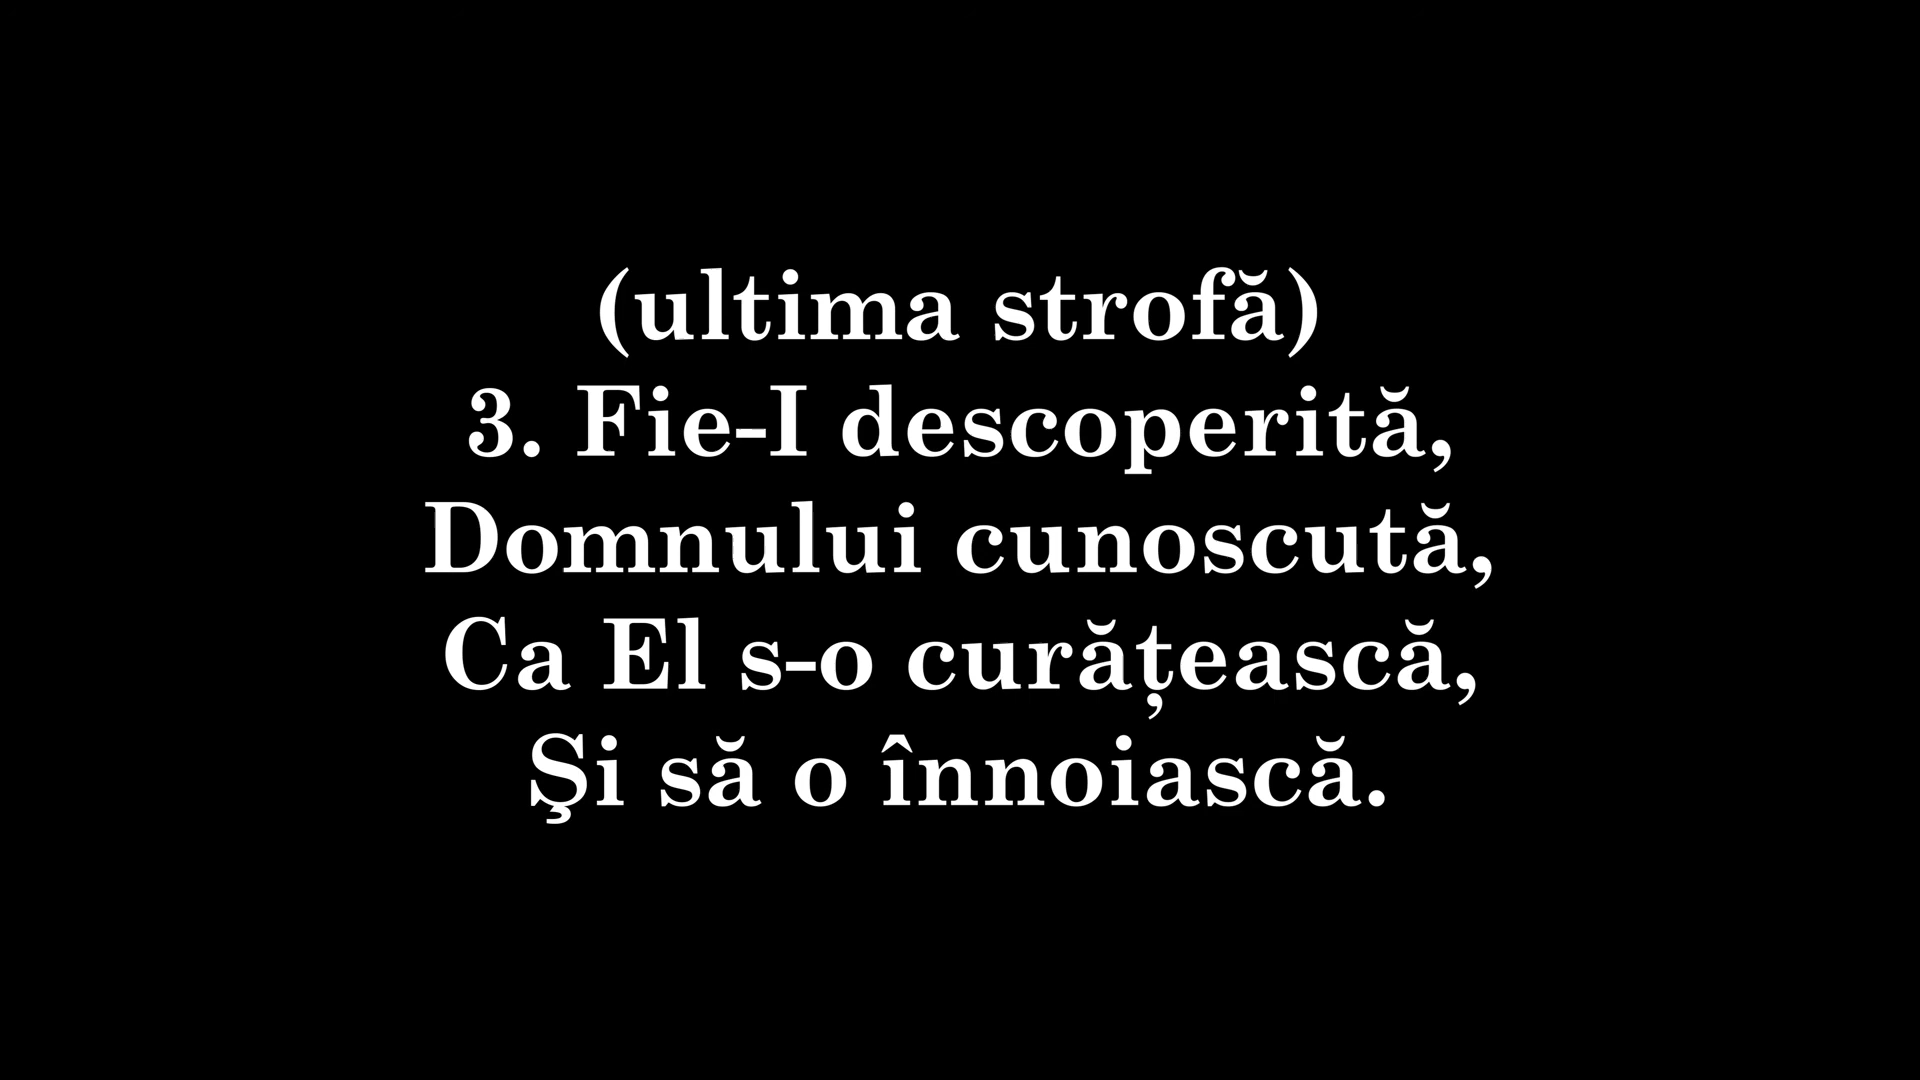 (ultima strofă)
3. Fie-I descoperită,
Domnului cunoscută,
Ca El s-o curățească,
Şi să o înnoiască.